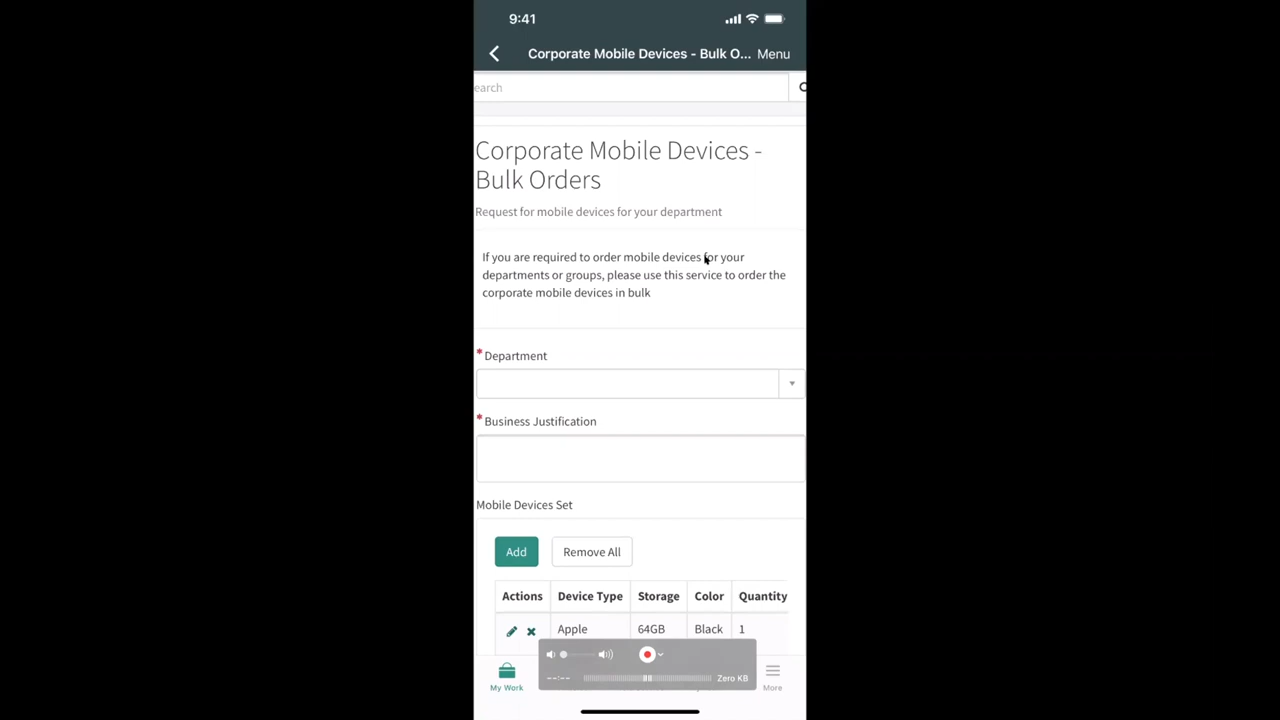 9:41
Corporate Mobile Devices - Bulk O... Menu
earch
Corporate Mobile Devices -
Bulk Orders
Request for mobile devices for your department
If you are required to order mobile devices for your
departments or groups, please use this service to order the
corporate mobile devices in bulk
* Department
* Business Justification
Mobile Devices Set
Add Remove All
Actions Device Type Storage Color Quantity
Apple 64GB Black 1
--:-- Zero KB
My Work More